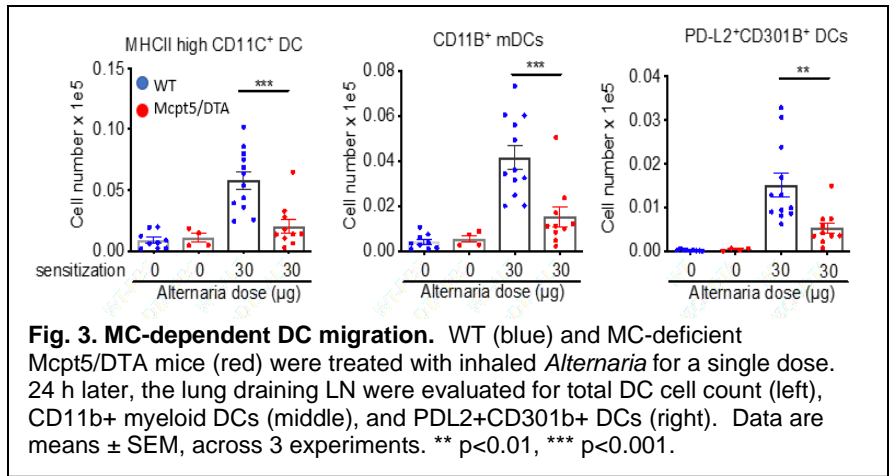 MHCII high CD11C+ DC
CD11B+ mDCs
PD-L2+CD301B+ DCs
WT
Mcpt5/DTA
***
***
**
Cell number x 1e5
0.15
0.10
0.05
0.00
Cell number x 1e5
0.08
0.06
0.04
0.02
0.00
Cell number x 1e5
0.04
0.03
0.02
0.01
0.00
sensitization 0 0 30 30
0 0 30 30
0 0 30 30
Alternaria dose (µg)
Alternaria dose (µg)
Alternaria dose (µg)
Fig. 3. MC-dependent DC migration. WT (blue) and MC-deficient
Mcpt5/DTA mice (red) were treated with inhaled Alternaria for a single dose.
24 h later, the lung draining LN were evaluated for total DC cell count (left),
CD11b+ myeloid DCs (middle), and PDL2+CD301b+ DCs (right). Data are
means ± SEM, across 3 experiments. ** p<0.01, *** p<0.001.